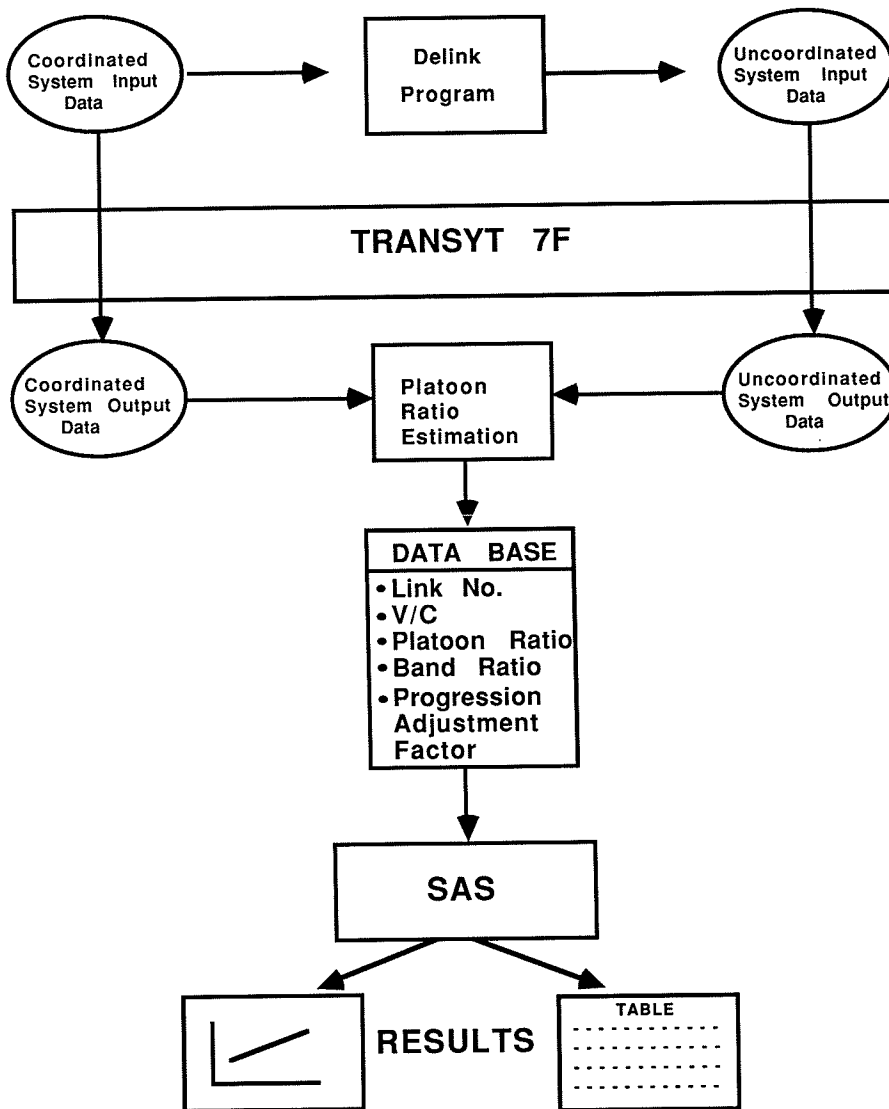 Coordinated
System Input
Data
Delink
Program
Uncoordinated
System Input
Data
TRANSYT 7F
Coordinated
System Output
Data
Platoon
Ratio
Estimation
Uncoordinated
System Output
Data
DATA BASE
• Link No.
• V/C
• Platoon Ratio
• Band Ratio
• Progression
Adjustment
Factor
SAS
RESULTS
TABLE